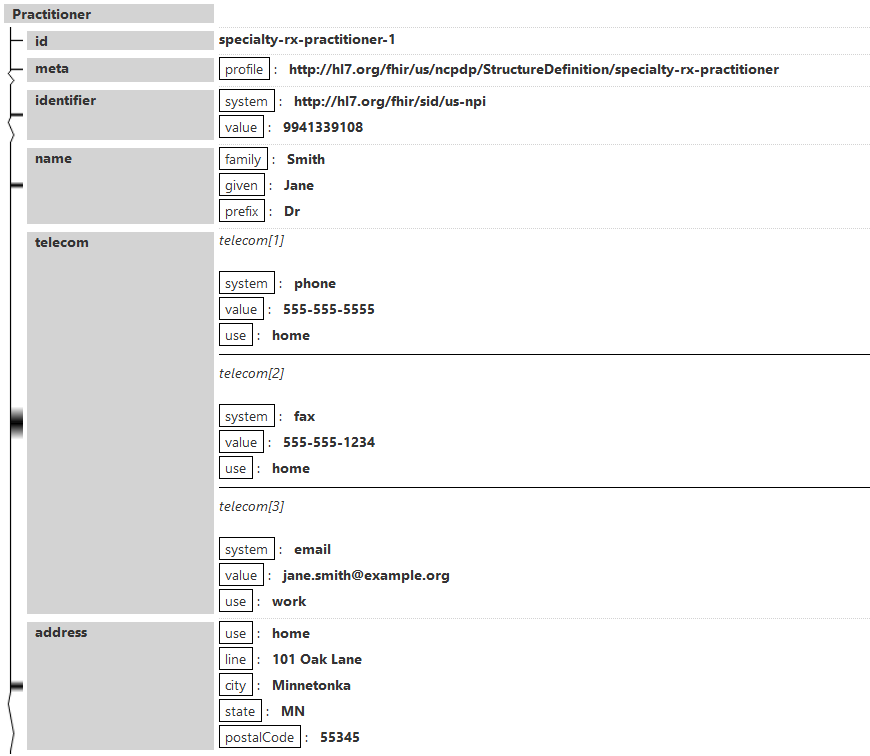 Practitioner
id specialty-rx-practitioner-1
meta profile : http://hl7.org/fhir/us/ncpdp/StructureDefinition/specialty-rx-practitioner
identifier system : http://hl7.org/fhir/sid/us-npi
value : 9941339108
name family : Smith
given : Jane
prefix : Dr
telecom telecom[1]
system : phone
value : 555-555-5555
use : home
telecom[2]
system : fax
value : 555-555-1234
use : home
telecom[3]
system : email
value : jane.smith@example.org
use : work
address use : home
line : 101 Oak Lane
city : Minnetonka
state : MN
postalCode : 55345